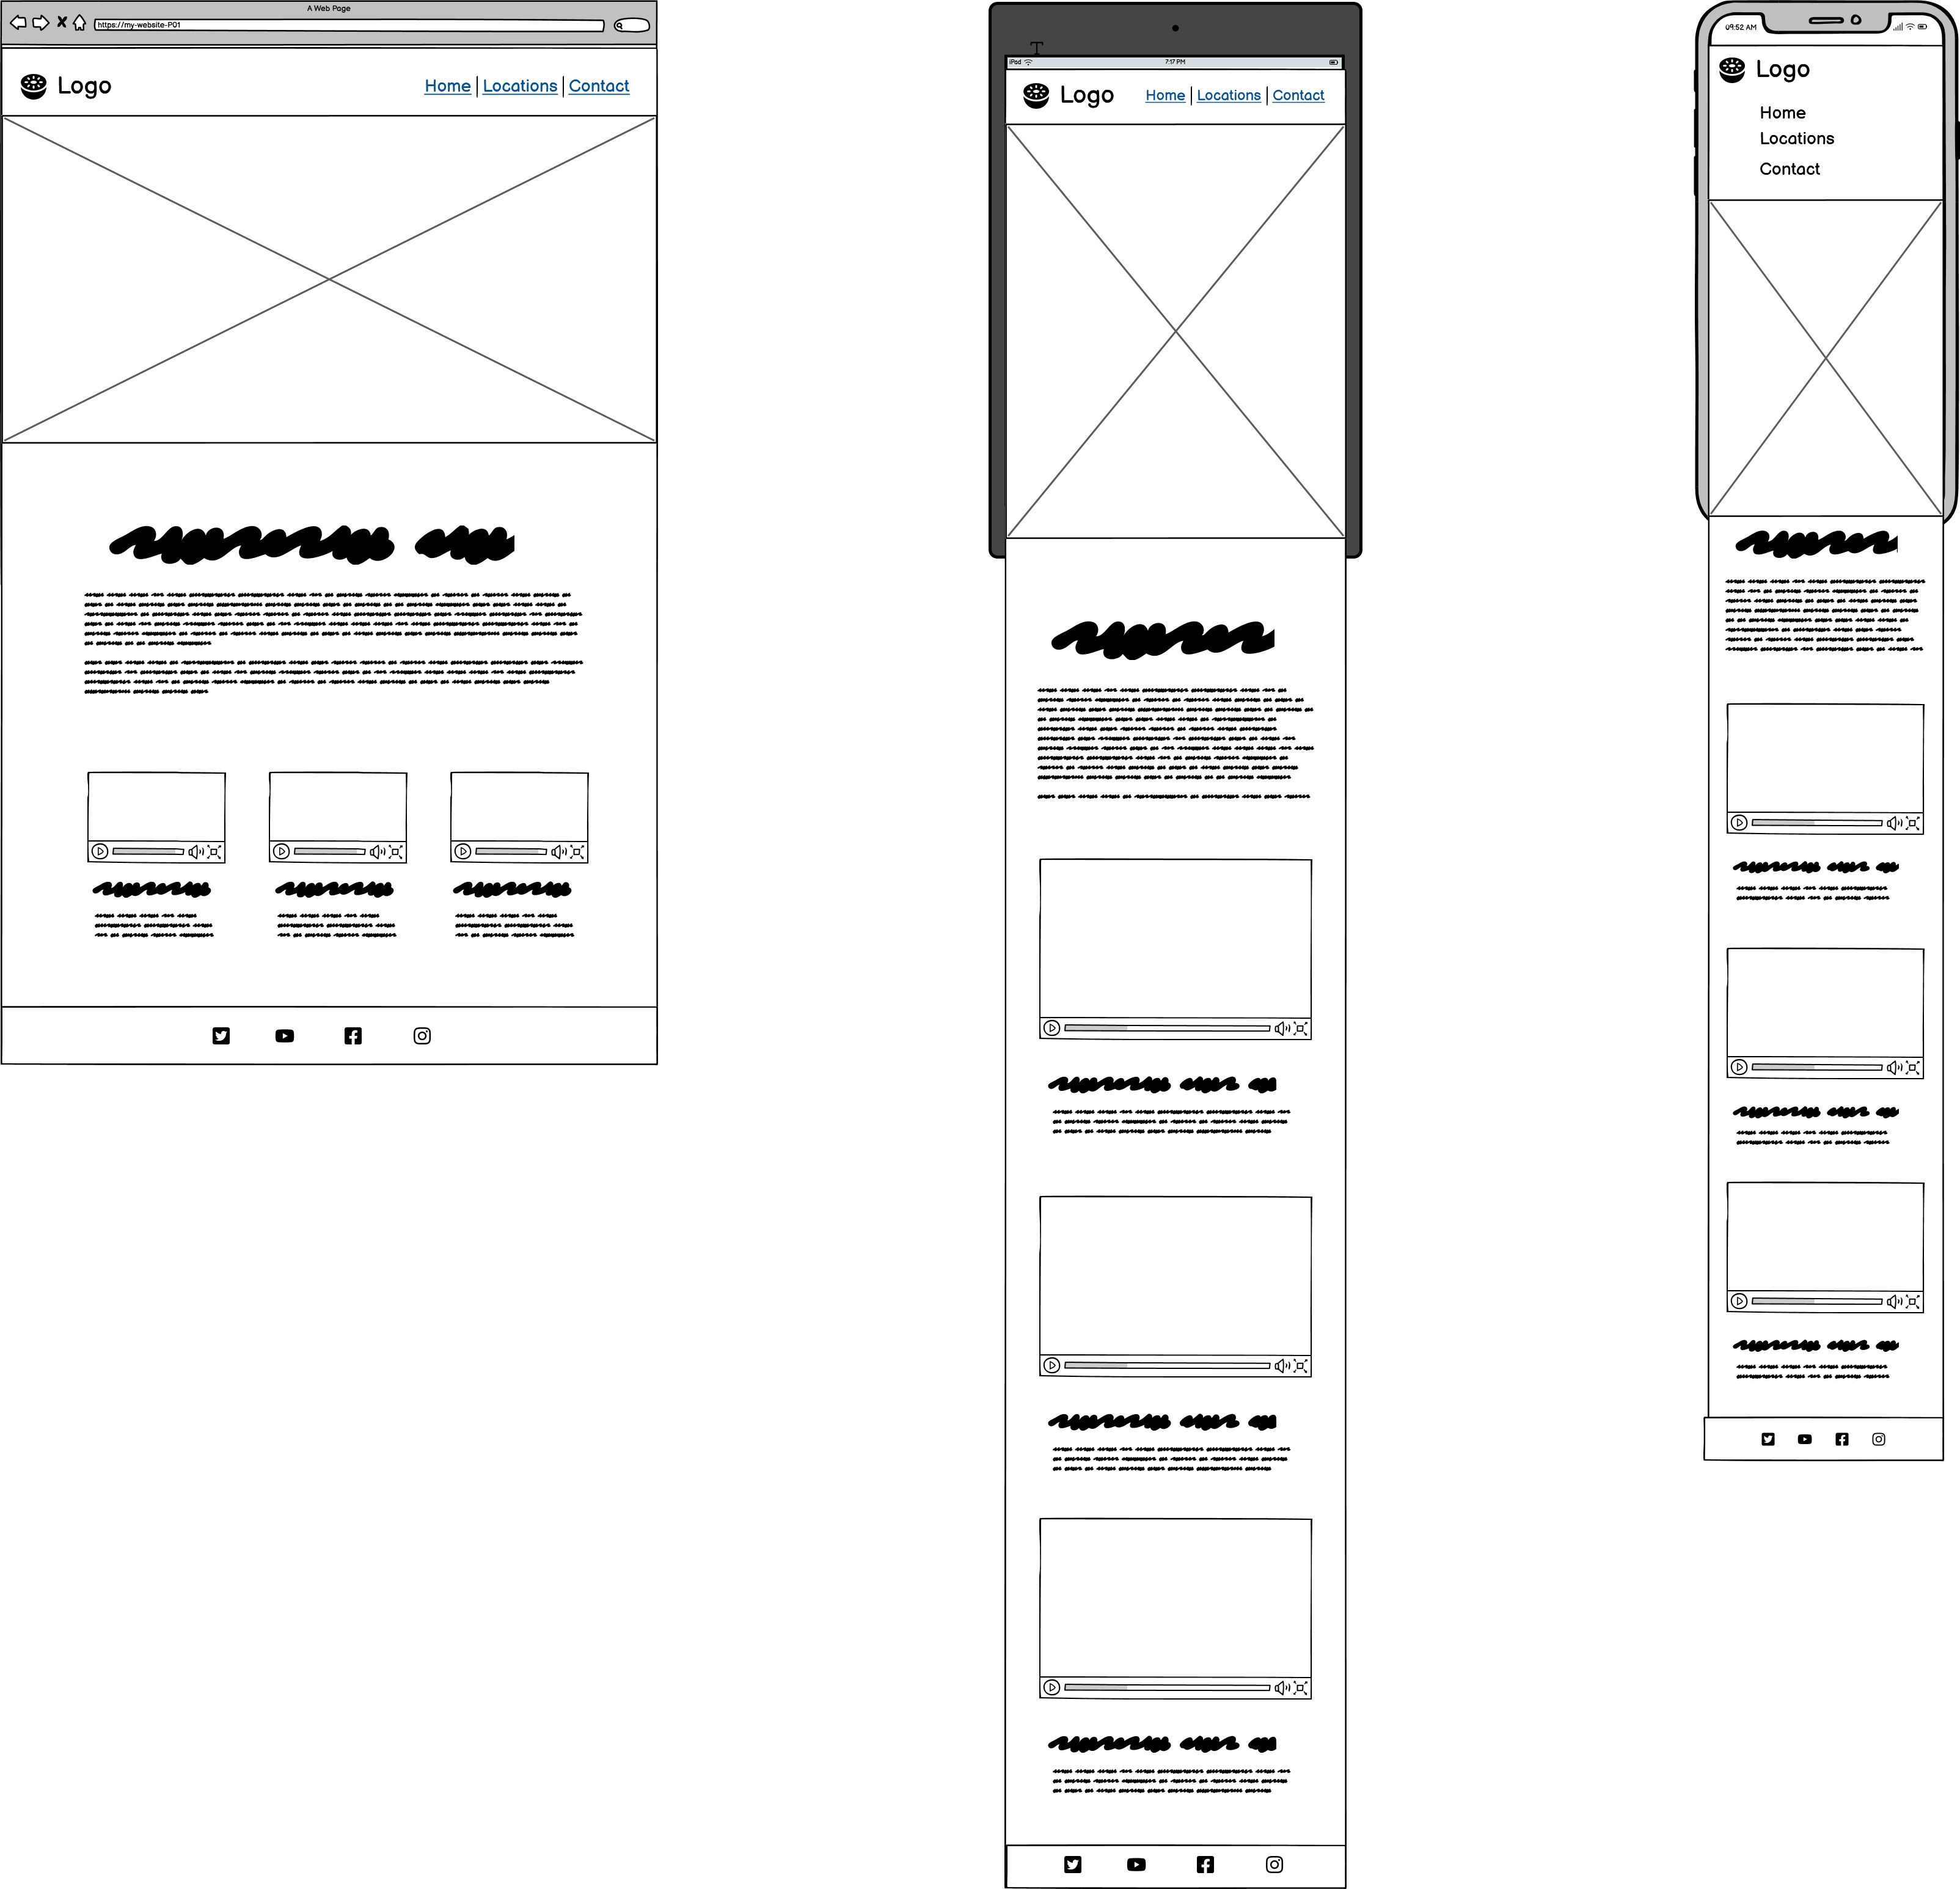 A Web Page
https://my-website-P01
Logo
Home Locations Contact
iPad
7:17 PM
Logo
Home Locations Contact
09:52 AM
Logo
Home
Locations
Contact